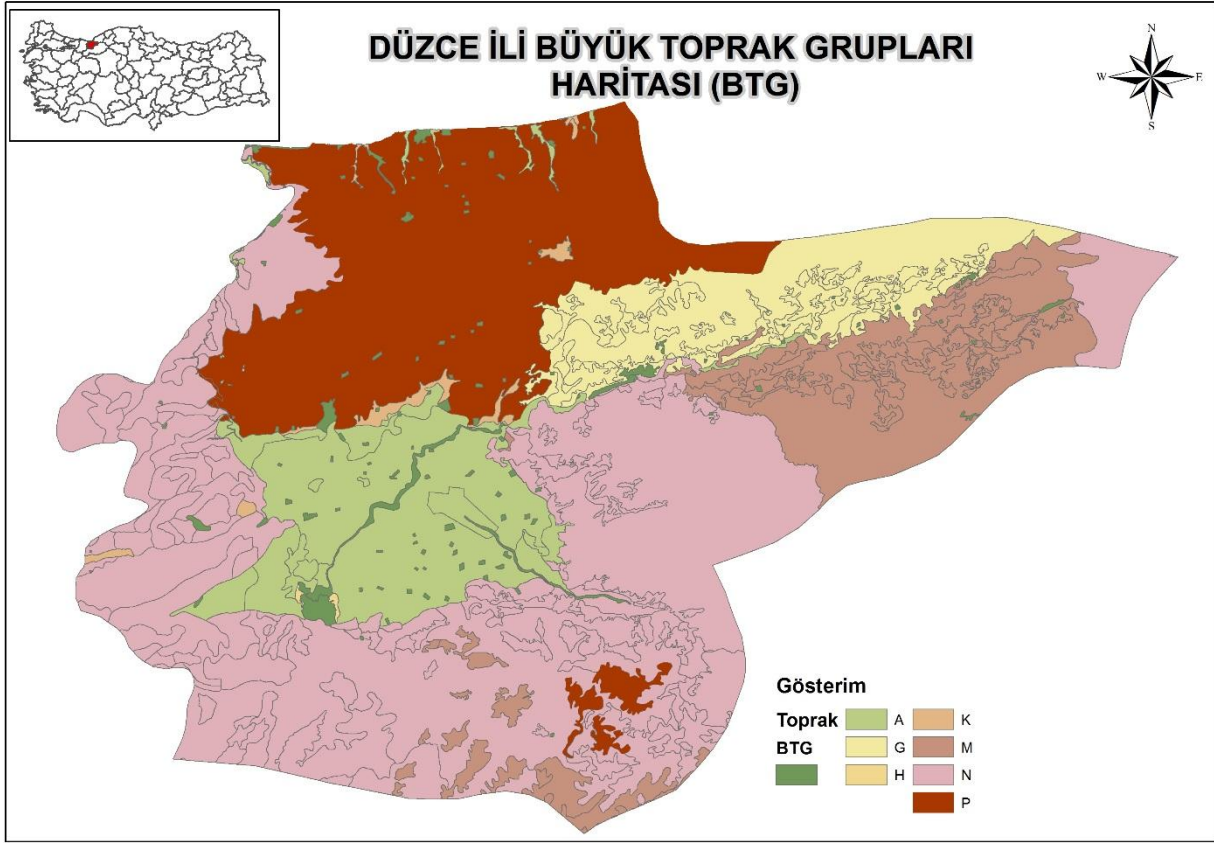 DÜZCE İLİ BÜYÜK TOPRAK GRUPLARI
HARİTASI (BTG)
N
W E
S
Gösterim
Toprak A K
BTG G M
H N
P